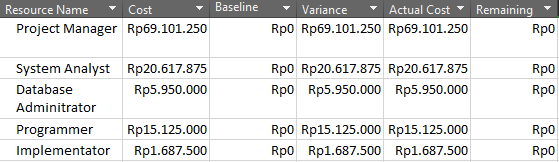 Resource Name Cost Baseline Variance Actual Cost Remaining
Project Manager Rp69.101.250 Rp0 Rp69.101.250 Rp69.101.250 Rp0
System Analyst Rp20.617.875 Rp0 Rp20.617.875 Rp20.617.875 Rp0
Database Rp5.950.000 Rp0 Rp5.950.000 Rp5.950.000 Rp0
Adminitrator
Programmer Rp15.125.000 Rp0 Rp15.125.000 Rp15.125.000 Rp0
Implementator Rp1.687.500 Rp0 Rp1.687.500 Rp1.687.500 Rp0